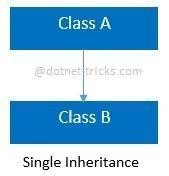 Class A
@dotnet-tricks.com
Class B
Single Inheritance